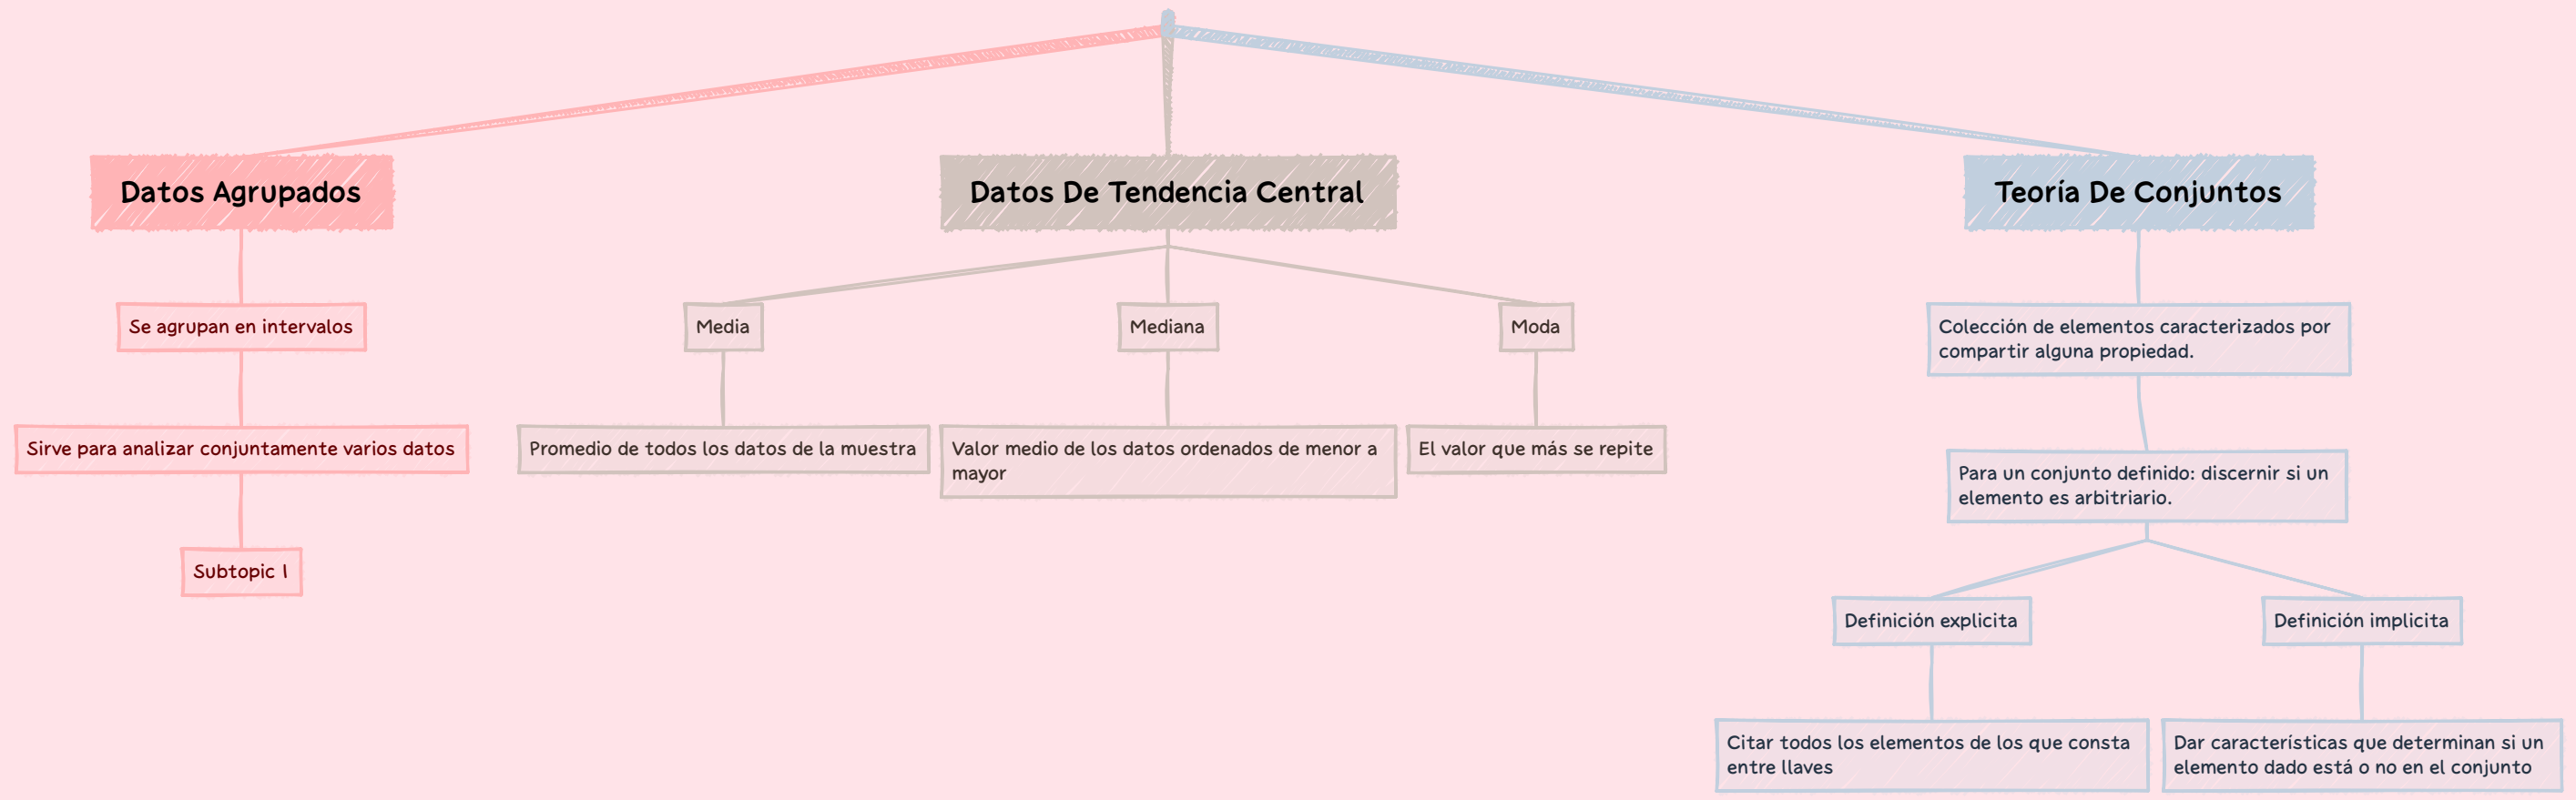 Datos Agrupados
Datos De Tendencia Central
Teoría De Conjuntos
Se agrupan en intervalos
Media
Mediana
Moda
Colección de elementos caracterizados por
compartir alguna propiedad.
Sirve para analizar conjuntamente varios datos
Promedio de todos los datos de la muestra
Valor medio de los datos ordenados de menor a
mayor
El valor que más se repite
Para un conjunto definido: discernir si un
elemento es arbitriario.
Subtopic 1
Definición explicita
Definición implicita
Citar todos los elementos de los que consta
entre llaves
Dar características que determinan si un
elemento dado está o no en el conjunto